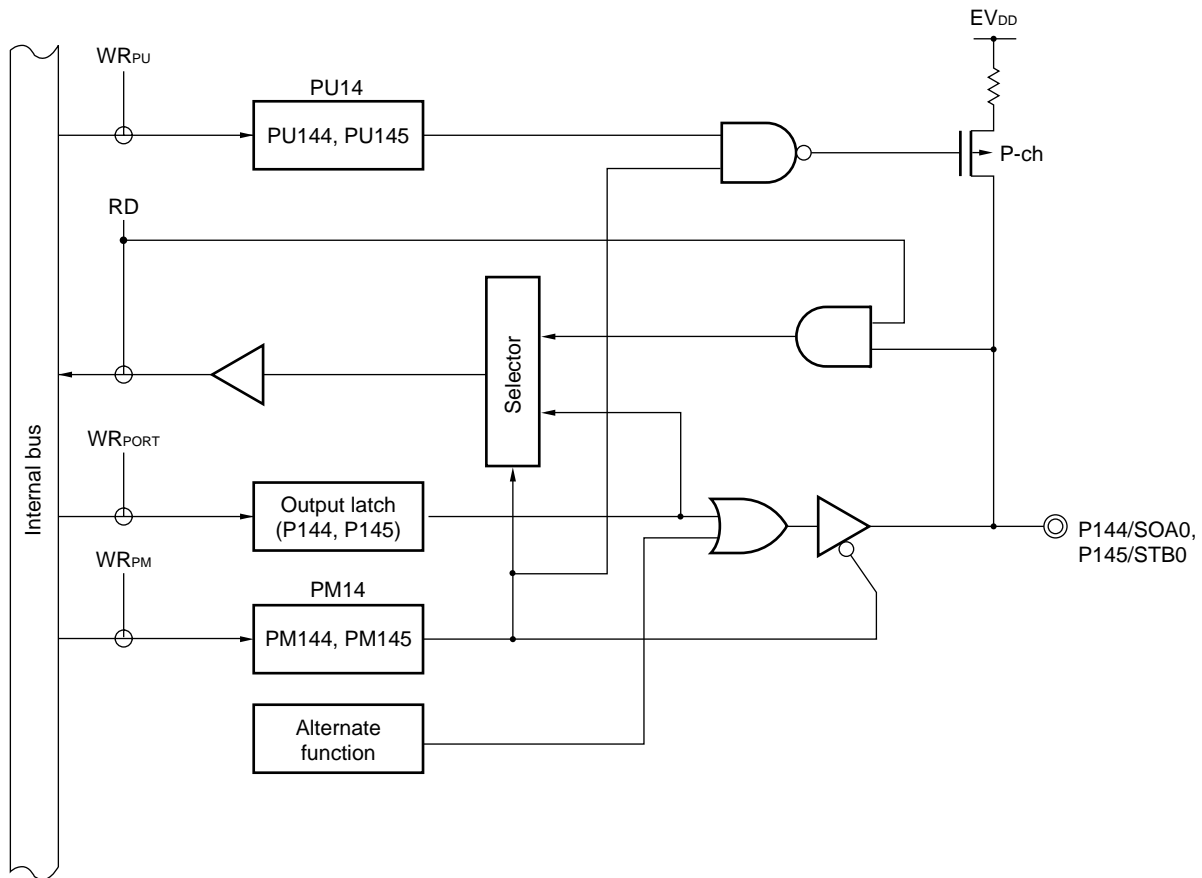 EVDD
WRPU
PU14
PU144, PU145
P-ch
RD
Selector
Internal bus
WRPORT
Output latch
(P144, P145)
P144/SOA0,
P145/STB0
WRPM
PM14
PM144, PM145
Alternate
function